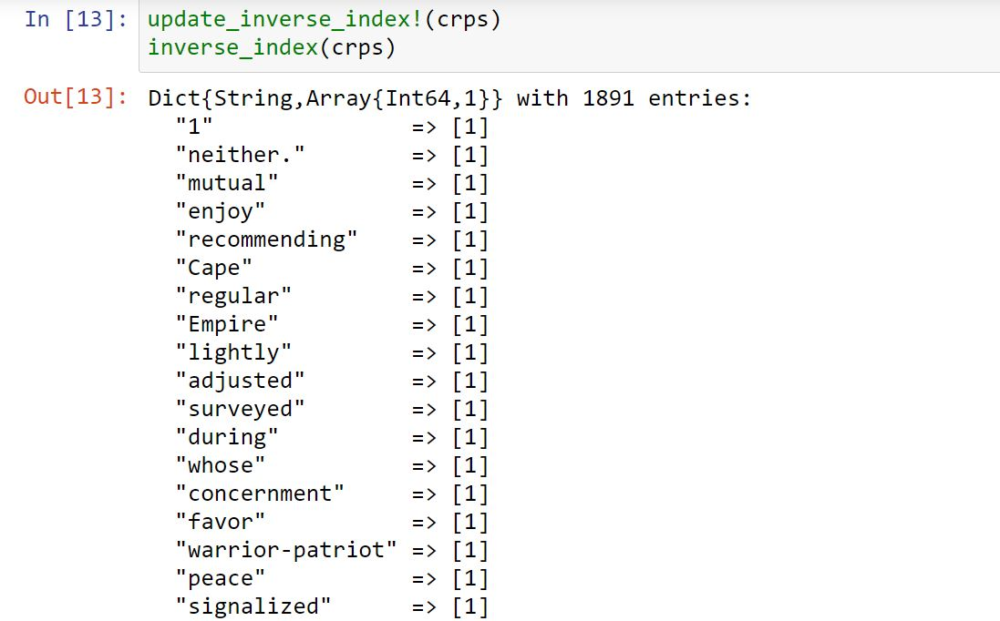 In [13]: update_inverse_index!(crps)
inverse_index(crps)
Out[13]: Dict{String,Array{Int64,1}} with 1891 entries:
"1" => [1]
"neither." => [1]
"mutual" => [1]
"enjoy" => [1]
"recommending" => [1]
"Cape" => [1]
"regular" => [1]
"Empire" => [1]
"lightly" => [1]
"adjusted" => [1]
"surveyed" => [1]
"during" => [1]
"whose" => [1]
"concernment" => [1]
"favor" => [1]
"warrior-patriot" => [1]
"peace" => [1]
"signalized" => [1]